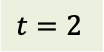 t = 2